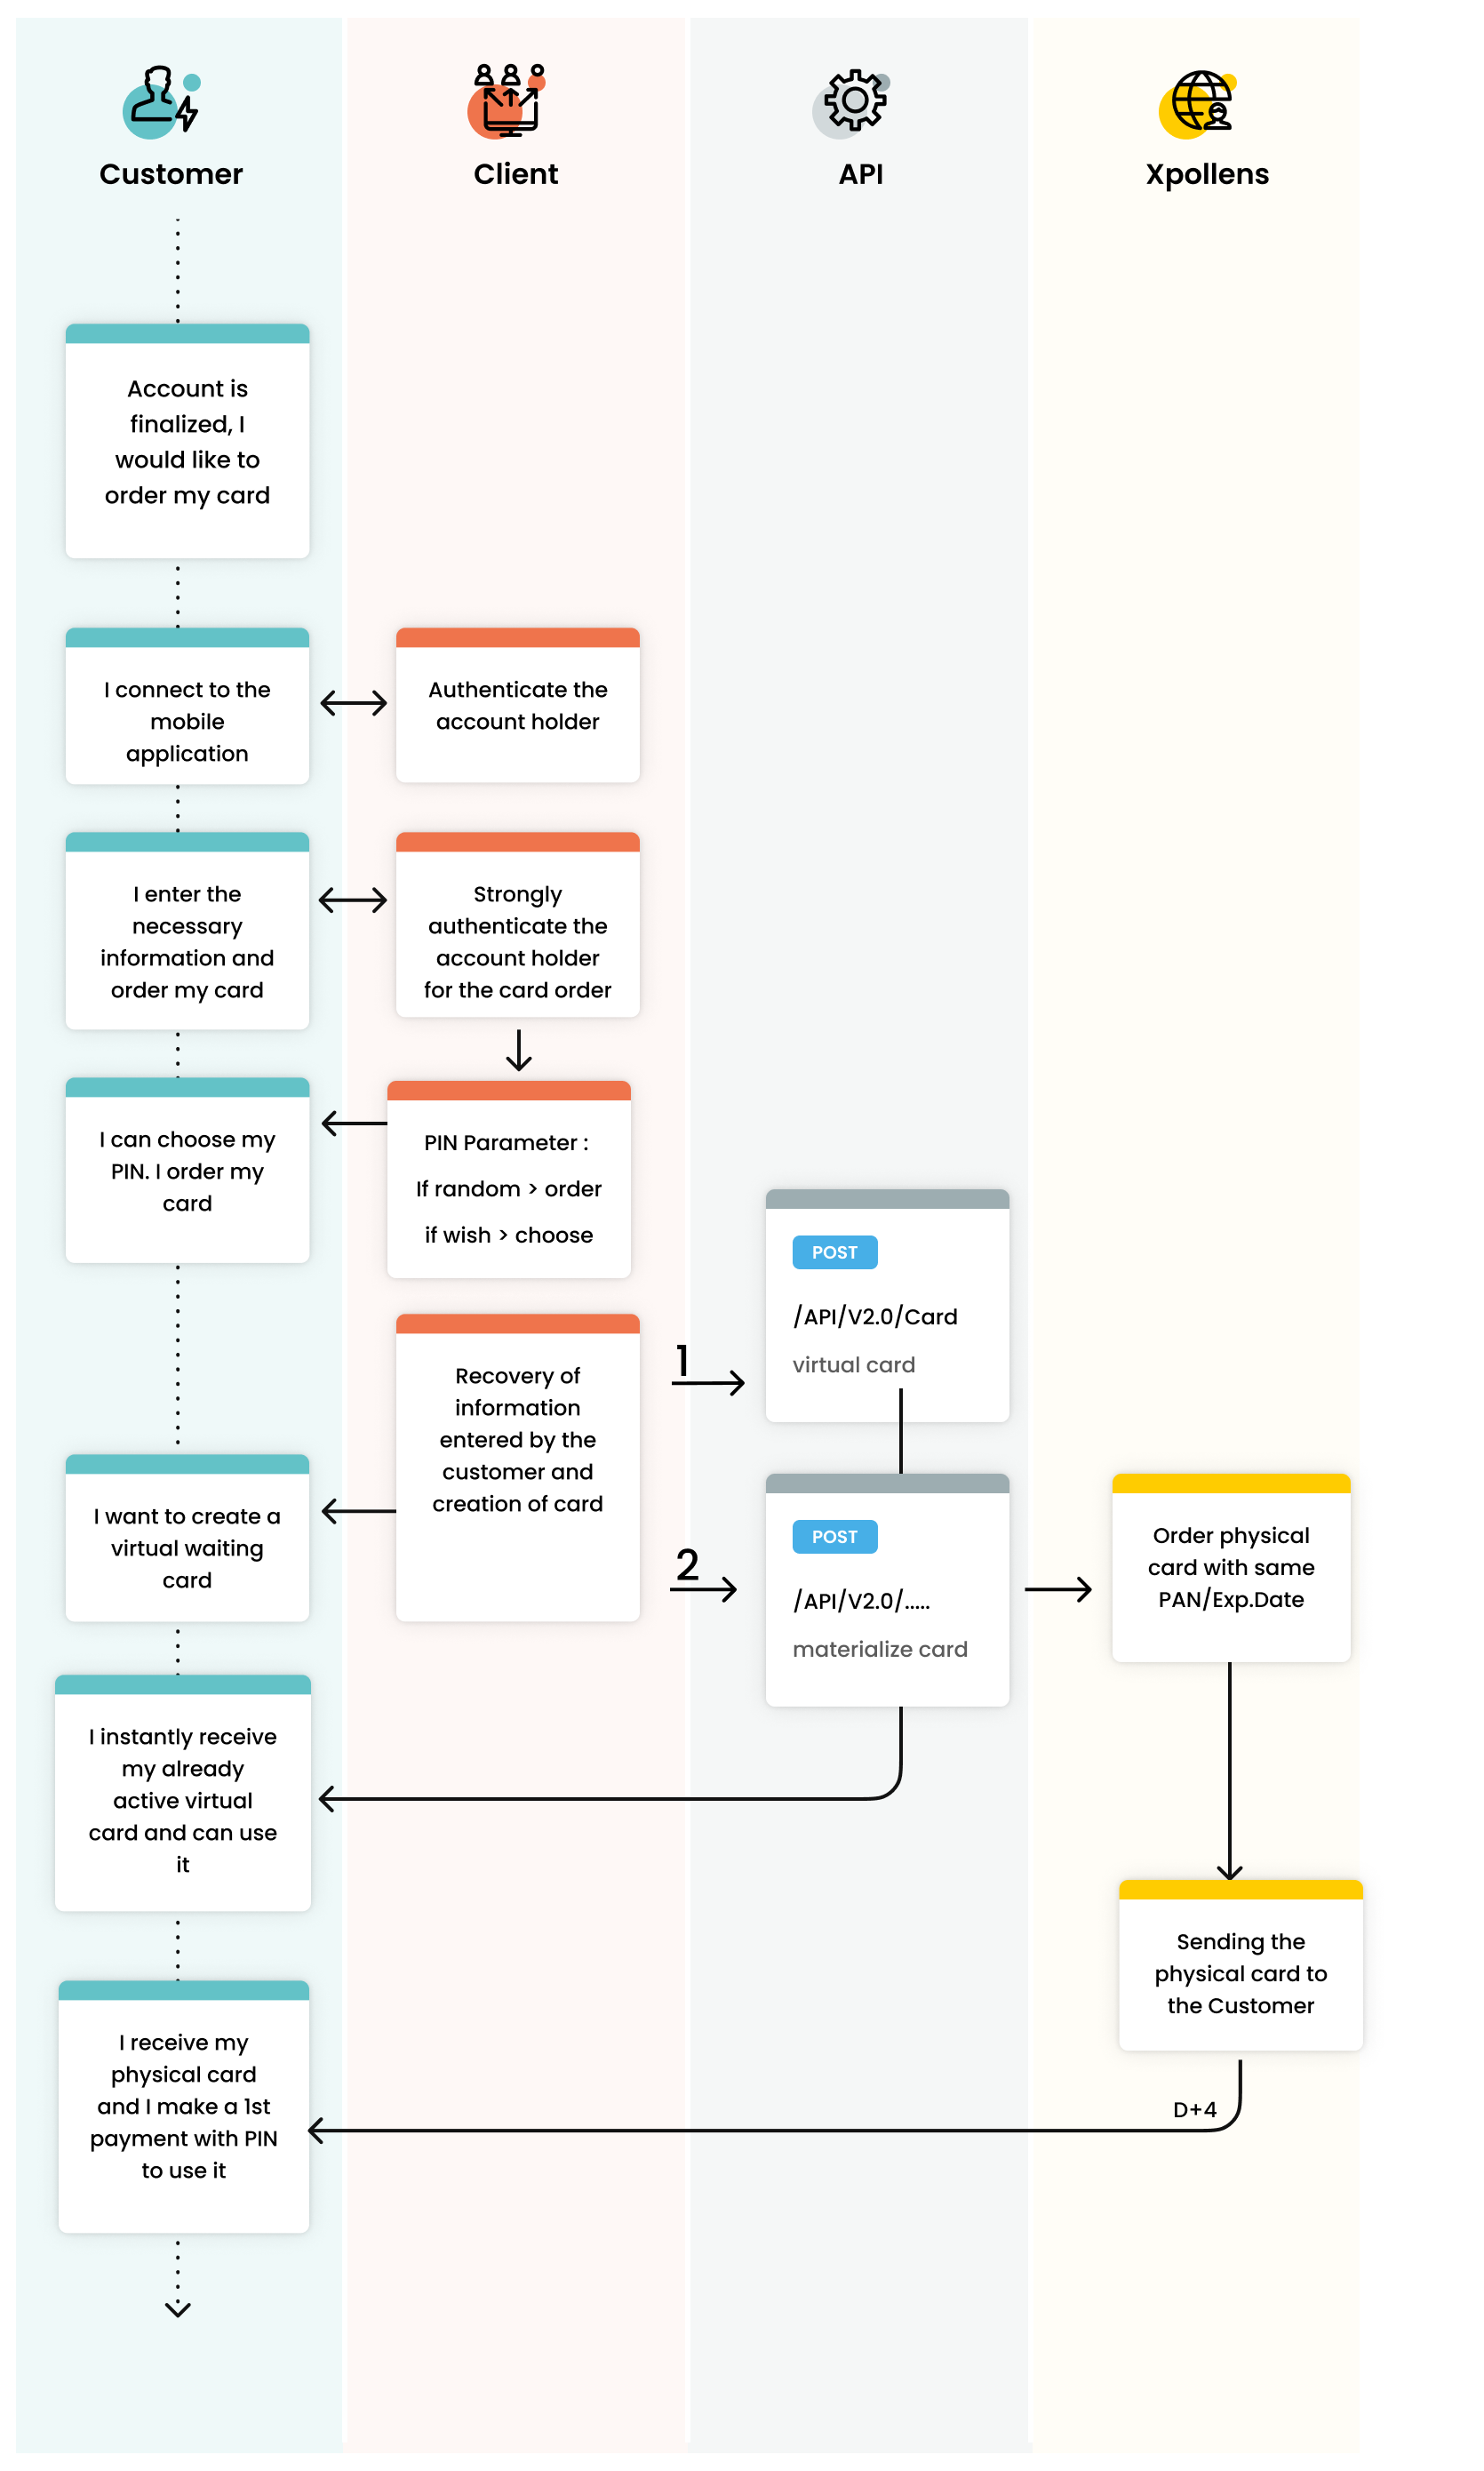 Customer
Client
API
Xpollens
Account is
finalized, I
would like to
order my card
I connect to the
mobile
application
Authenticate the
account holder
I enter the
necessary
information and
order my card
Strongly
authenticate the
account holder
for the card order
I can choose my
PIN. I order my
card
PIN Parameter :
If random > order
if wish > choose
POST
/API/V2.0/Card
virtual card
Recovery of
information
entered by the
customer and
creation of card
1
2
I want to create a
virtual waiting
card
POST
/API/V2.0/.....
materialize card
Order physical
card with same
PAN/Exp.Date
I instantly receive
my already
active virtual
card and can use
it
Sending the
physical card to
the Customer
D+4
I receive my
physical card
and I make a 1st
payment with PIN
to use it